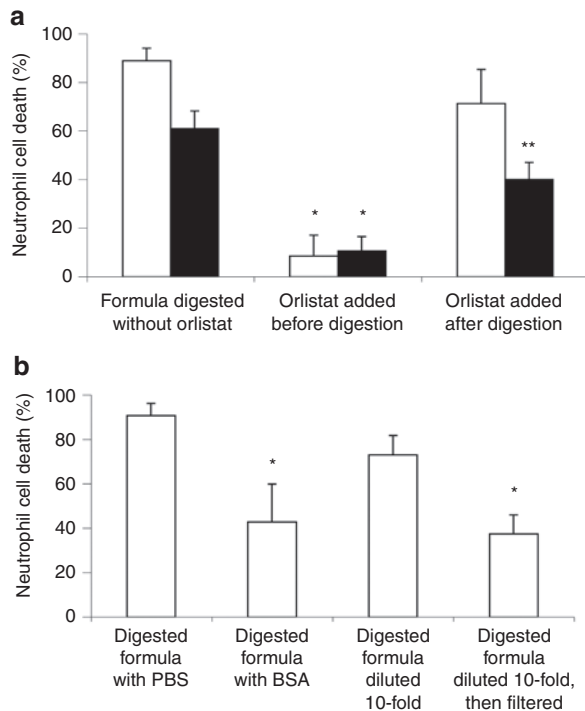 a
Neutrophil cell death (%)
100
80
60
40
20
0
*
*
**
Formula digested
without orlistat
Orlistat added
before digestion
Orlistat added
after digestion
b
Neutrophil cell death (%)
100
80
60
40
20
0
*
*
Digested
formula
with PBS
Digested
formula
with BSA
Digested
formula
diluted
10-fold
Digested
formula
diluted 10-fold,
then filtered